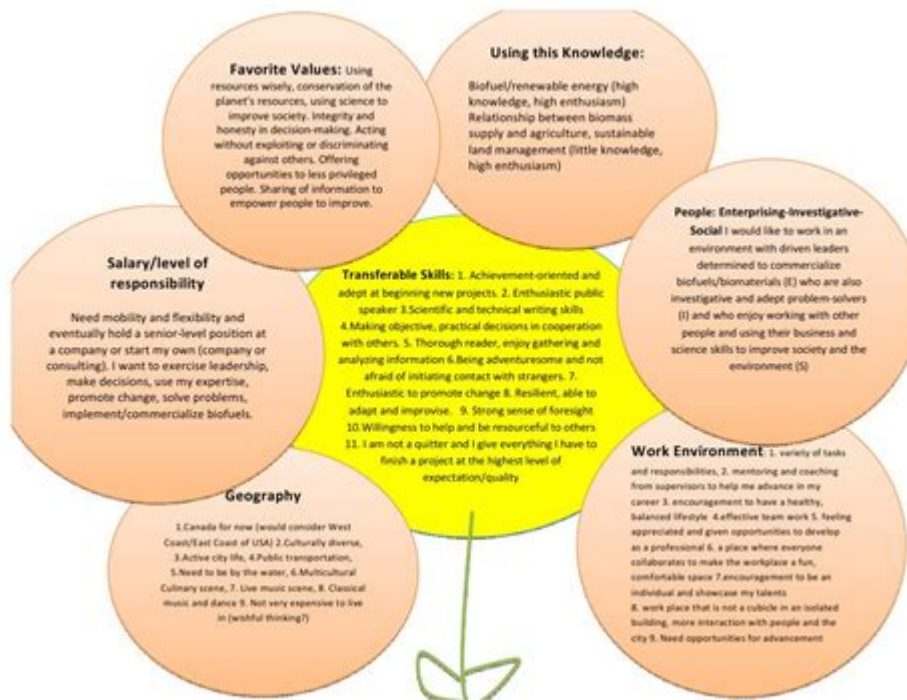 Favorite Values: Using
resources wisely, conservation of the
planet's resources, using science to
improve society. Integrity and
honesty in decision-making. Acting
without exploiting or discriminating
against others. Offering
opportunities to less privileged
people. Sharing of information to
empower people to improve.
Using this Knowledge:
Biofuel/renewable energy (high
knowledge, high enthusiasm)
Relationship between biomass
supply and agriculture, sustainable
land management (little knowledge,
high enthusiasm)
People: Enterprising-Investigative-
Social I would like to work in an
environment with driven leaders
determined to commercialize
biofuels/biomaterials (E) who are also
investigative and adept problem-solvers
(I) and who enjoy working with other
people and using their business and
science skills to improve society and the
environment (S)
Salary/level of
responsibility
Need mobility and flexibility and
eventually hold a senior-level position at
a company or start my own (company or
consulting). I want to exercise leadership,
make decisions, use my expertise,
promote change, solve problems,
implement/commercialize biofuels.
Transferable Skills: 1. Achievement-oriented and
adept at beginning new projects. 2. Enthusiastic public
speaker 3.Scientific and technical writing skills
4.Making objective, practical decisions in cooperation
with others. 5. Thorough reader, enjoy gathering and
analyzing information 6.Being adventuresome and not
afraid of initiating contact with strangers. 7.
Enthusiastic to promote change 8. Resilient, able to
adapt and improvise. 9. Strong sense of foresight
10.Willingness to help and be resourceful to others
11. I am not a quitter and I give everything I have to
finish a project at the highest level of
expectation/quality
Work Environment: 1. variety of tasks
and responsibilities, 2. mentoring and coaching
from supervisors to help me advance in my
career 3. encouragement to have a healthy,
balanced lifestyle 4.effective team work 5. feeling
appreciated and given opportunities to develop
as a professional 6. a place where everyone
collaborates to make the workplace a fun,
comfortable space 7.encouragement to be an
individual and showcase my talents
8. work place that is not a cubicle in an isolated
building, more interaction with people and the
city 9. Need opportunities for advancement
Geography
1.Canada for now (would consider West
Coast/East Coast of USA) 2.Culturally diverse,
3.Active city life, 4.Public transportation,
5.Need to be by the water, 6.Multicultural
Culinary scene, 7. Live music scene, 8. Classical
music and dance 9. Not very expensive to live
in (wishful thinking?)